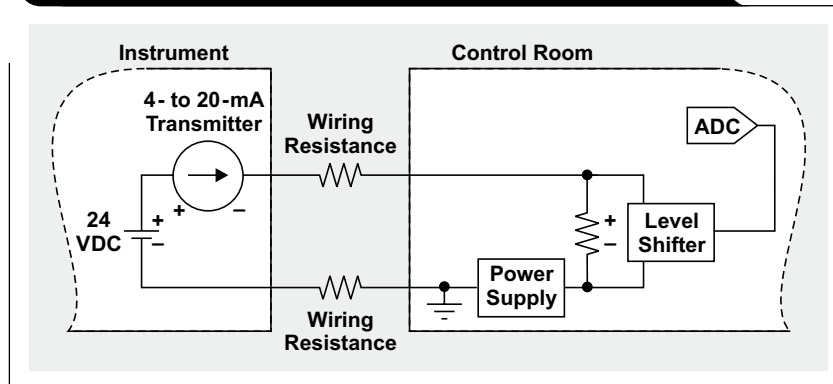 Instrument
Control Room
4- to 20-mA
Transmitter
Wiring
Resistance
ADC
+
–
24
VDC
+
–
+
–
Level
Shifter
Power
Supply
Wiring
Resistance